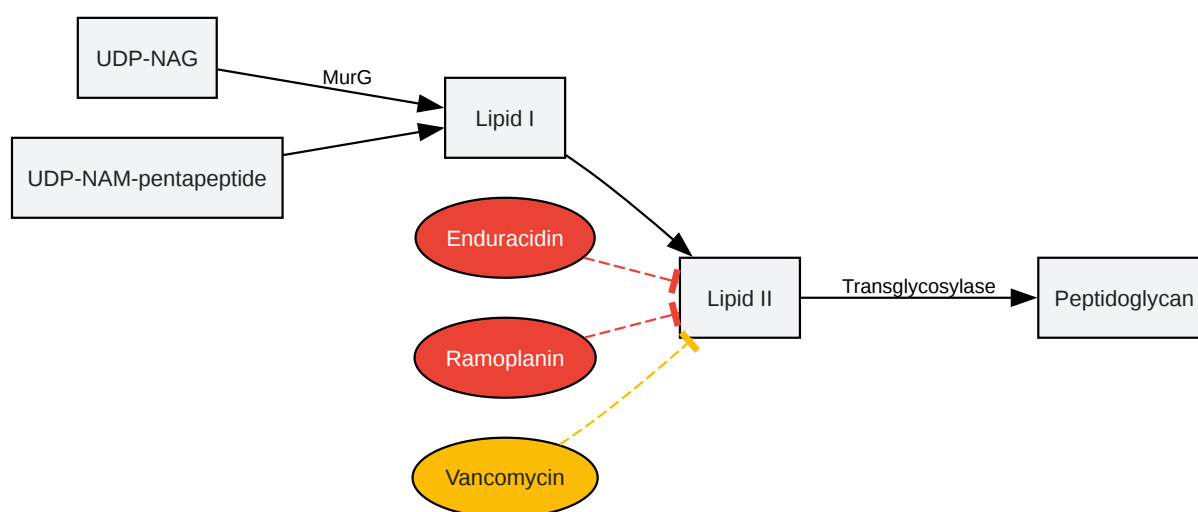 UDP-NAG
MurG
Lipid I
UDP-NAM-pentapeptide
Enduracidin
Lipid II
Transglycosylase
Peptidoglycan
Ramoplanin
Vancomycin